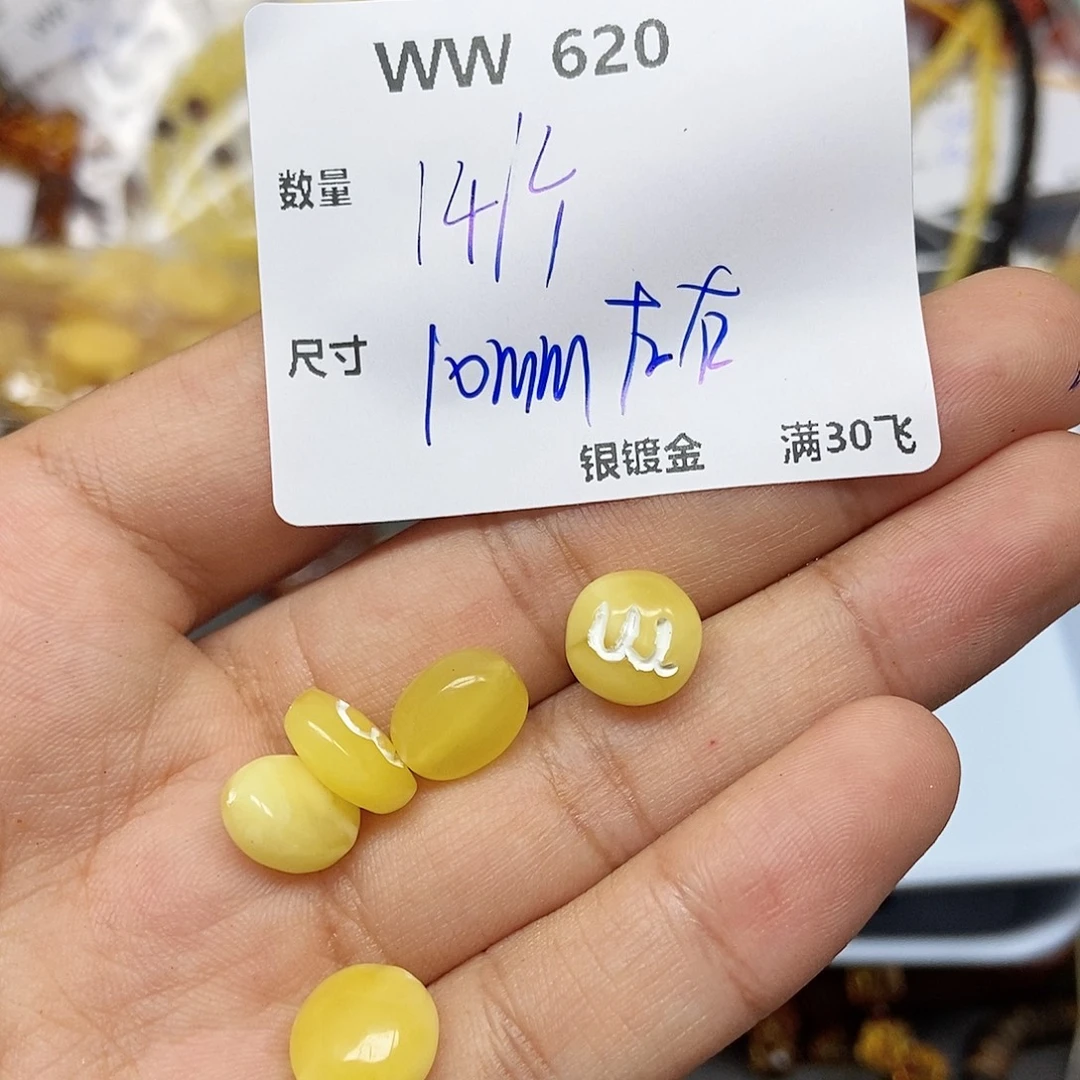 WW 620
数量 14个
尺寸 10mm左右
银镀金 满30飞